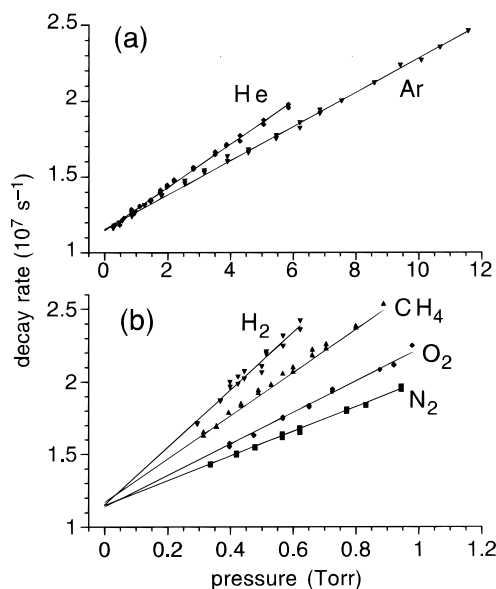 (a)
2.5
2
1.5
1
He
Ar
0 2 4 6 8 10 12
decay rate (10⁷ s⁻¹)
(b)
2.5
2
1.5
1
H₂
CH₄
O₂
N₂
0 0.2 0.4 0.6 0.8 1 1.2
pressure (Torr)